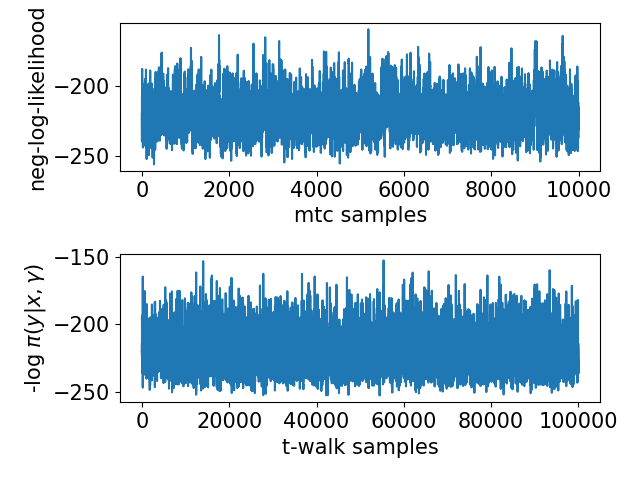 neg-log-likelihood
−200
−250
0 2000 4000 6000 8000 10000
mtc samples
-log π(y|x, γ)
−150
−200
−250
0 20000 40000 60000 80000 100000
t-walk samples